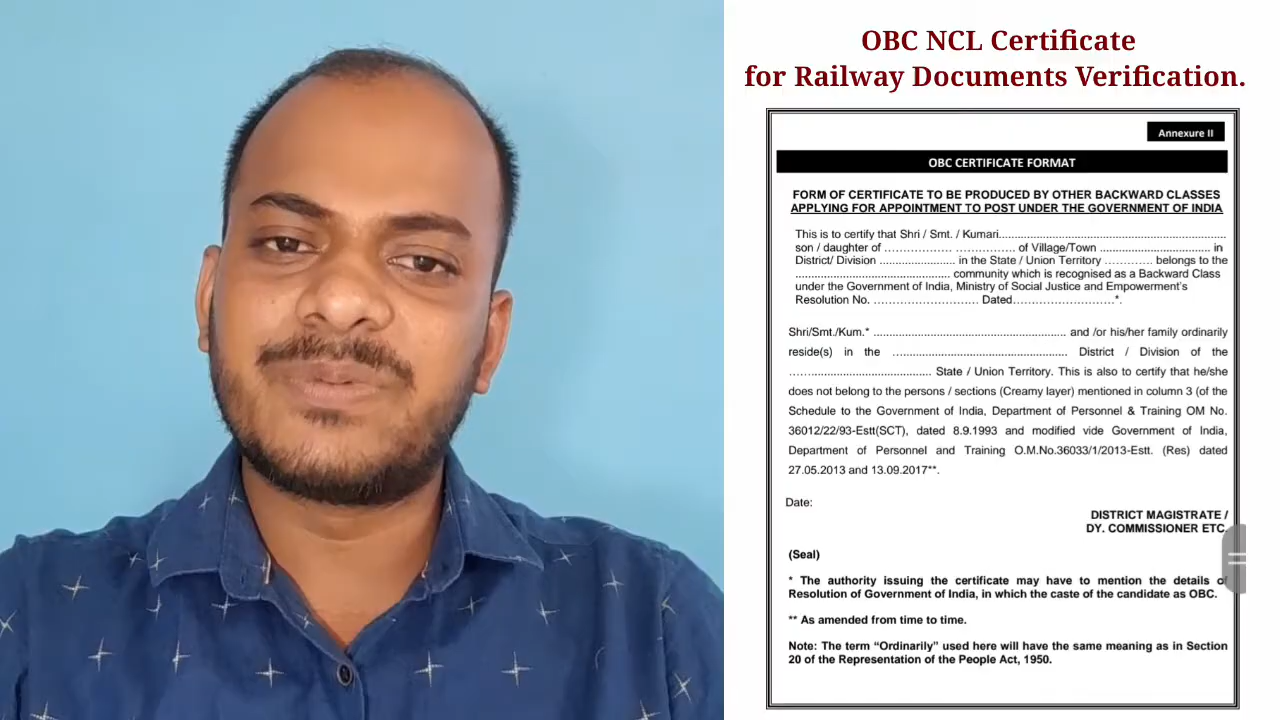 OBC NCL Certificate
for Railway Documents Verification.
Annexure II
OBC CERTIFICATE FORMAT
FORM OF CERTIFICATE TO BE PRODUCED BY OTHER BACKWARD CLASSES
APPLYING FOR APPOINTMENT TO POST UNDER THE GOVERNMENT OF INDIA
This is to certify that Shri / Smt. / Kumari..........................................................................
son / daughter of ……………… …………….. of Village/Town ................................... in
District/ Division ........................ in the State / Union Territory …………. belongs to the
................................................. community which is recognised as a Backward Class
under the Government of India, Ministry of Social Justice and Empowerment's
Resolution No. ………………………. Dated……………………...*.
Shri/Smt./Kum.* .............................................................. and /or his/her family ordinarily
reside(s) in the ….................................................... District / Division of the
……........................................ State / Union Territory. This is also to certify that he/she
does not belong to the persons / sections (Creamy layer) mentioned in column 3 (of the
Schedule to the Government of India, Department of Personnel & Training OM No.
36012/22/93-Estt(SCT), dated 8.9.1993 and modified vide Government of India,
Department of Personnel and Training O.M.No.36033/1/2013-Estt. (Res) dated
27.05.2013 and 13.09.2017**.
Date:
DISTRICT MAGISTRATE /
DY. COMMISSIONER ETC.
(Seal)
* The authority issuing the certificate may have to mention the details of
Resolution of Government of India, in which the caste of the candidate as OBC.
** As amended from time to time.
Note: The term “Ordinarily” used here will have the same meaning as in Section
20 of the Representation of the People Act, 1950.